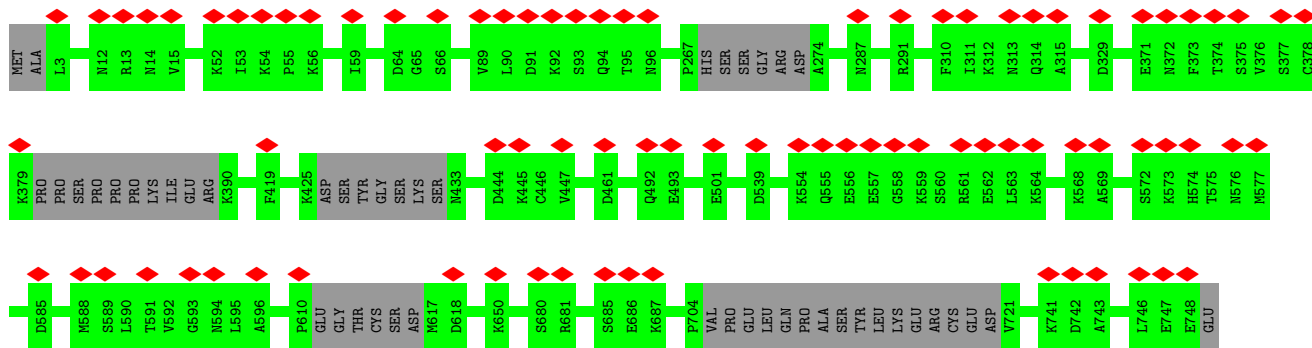 MET ALA L3 N12 R13 N14 V15 K52 I53 K54 P55 K56 I59 D64 G65 S66 V89 L90 D91 K92 S93 Q94 T95 N96 P267 HIS SER SER GLY ARG ASP A274 N287 R291 F310 I311 K312 N313 Q314 A315 D329 E371 N372 F373 T374 S375 V376 S377 C378
K379 PRO PRO SER PRO PRO PRO LYS ILE GLU ARG K390 F419 K425 ASP SER TYR GLY SER LYS SER N433 D444 K445 C446 V447 D461 Q492 E493 E501 D539 K554 Q555 E556 E557 G558 K559 S560 R561 E562 L563 K564 K568 A569 S572 K573 H574 T575 N576 M577
D585 M588 S589 L590 T591 V592 G593 N594 L595 A596 P610 GLU GLY THR CYS SER ASP M617 D618 K650 S680 R681 S685 E686 K687 P704 VAL PRO GLU LEU GLN PRO ALA SER TYR LEU LYS GLU ARG CYS GLU ASP V721 K741 D742 A743 L746 E747 E748 GLU